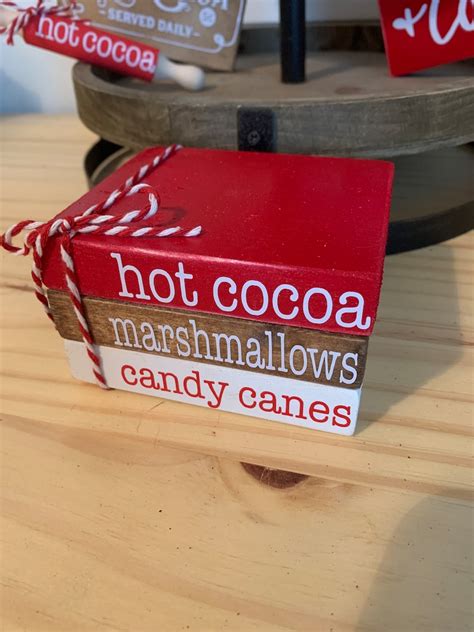 SERVED DAILY
hot cocoa
hot cocoa
marshmallows
candy canes